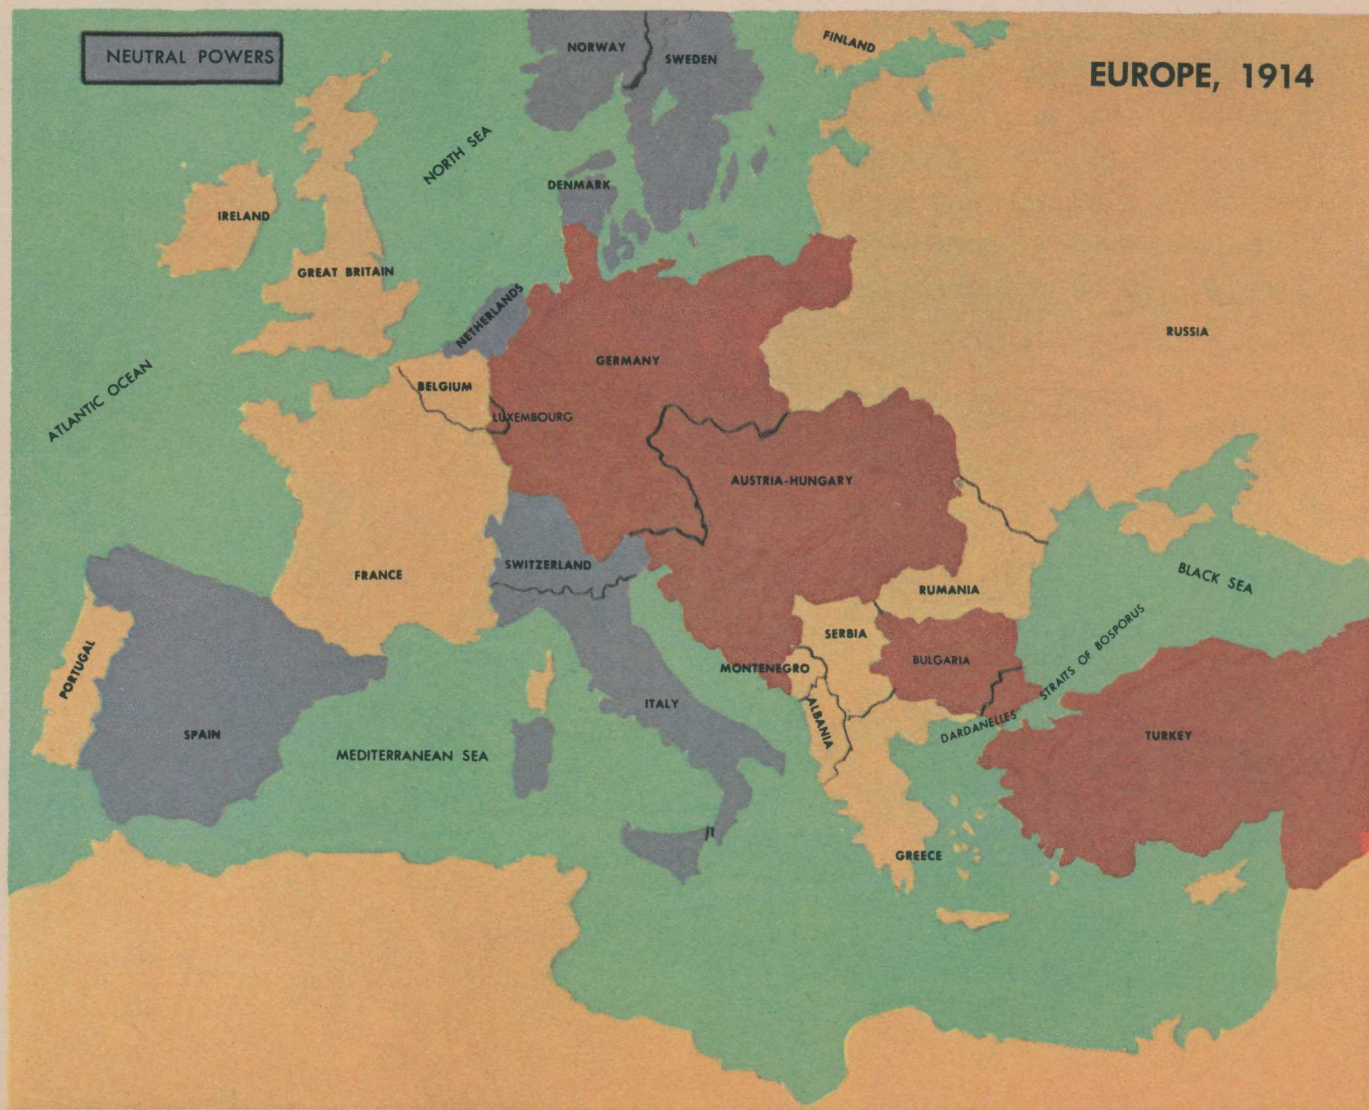 NEUTRAL POWERS
EUROPE, 1914
NORWAY
SWEDEN
FINLAND
NORTH SEA
DENMARK
IRELAND
GREAT BRITAIN
NETHERLANDS
RUSSIA
GERMANY
ATLANTIC OCEAN
BELGIUM
LUXEMBOURG
AUSTRIA-HUNGARY
SWITZERLAND
FRANCE
BLACK SEA
RUMANIA
SERBIA
STRAITS OF BOSPORUS
BULGARIA
MONTENEGRO
PORTUGAL
ITALY
ALBANIA
DARDANELLES
SPAIN
TURKEY
MEDITERRANEAN SEA
JT
GREECE